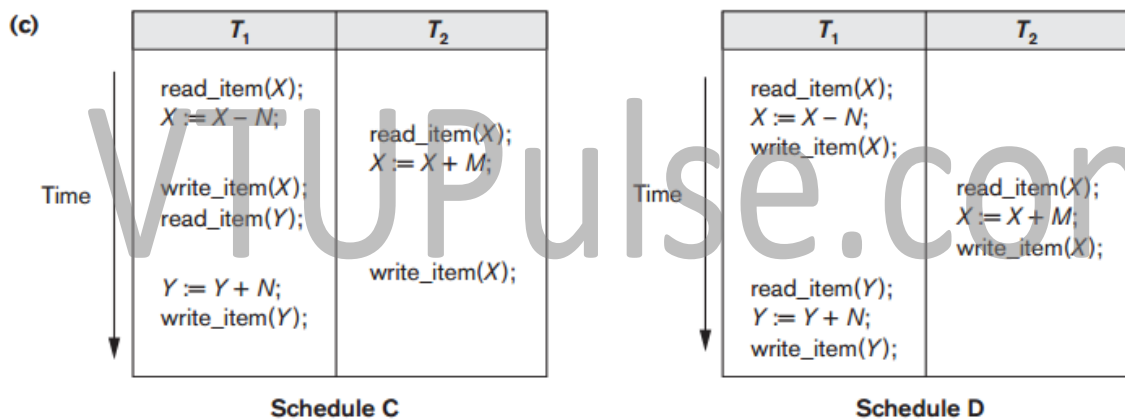 (c)
T1 T2
read_item(X);
X := X – N;
read_item(X);
X := X + M;
write_item(X);
read_item(Y);
write_item(X);
Y := Y + N;
write_item(Y);
Time
Schedule C
T1 T2
read_item(X);
X := X – N;
write_item(X);
read_item(X);
X := X + M;
write_item(X);
read_item(Y);
Y := Y + N;
write_item(Y);
Time
Schedule D
VTUPulse.com